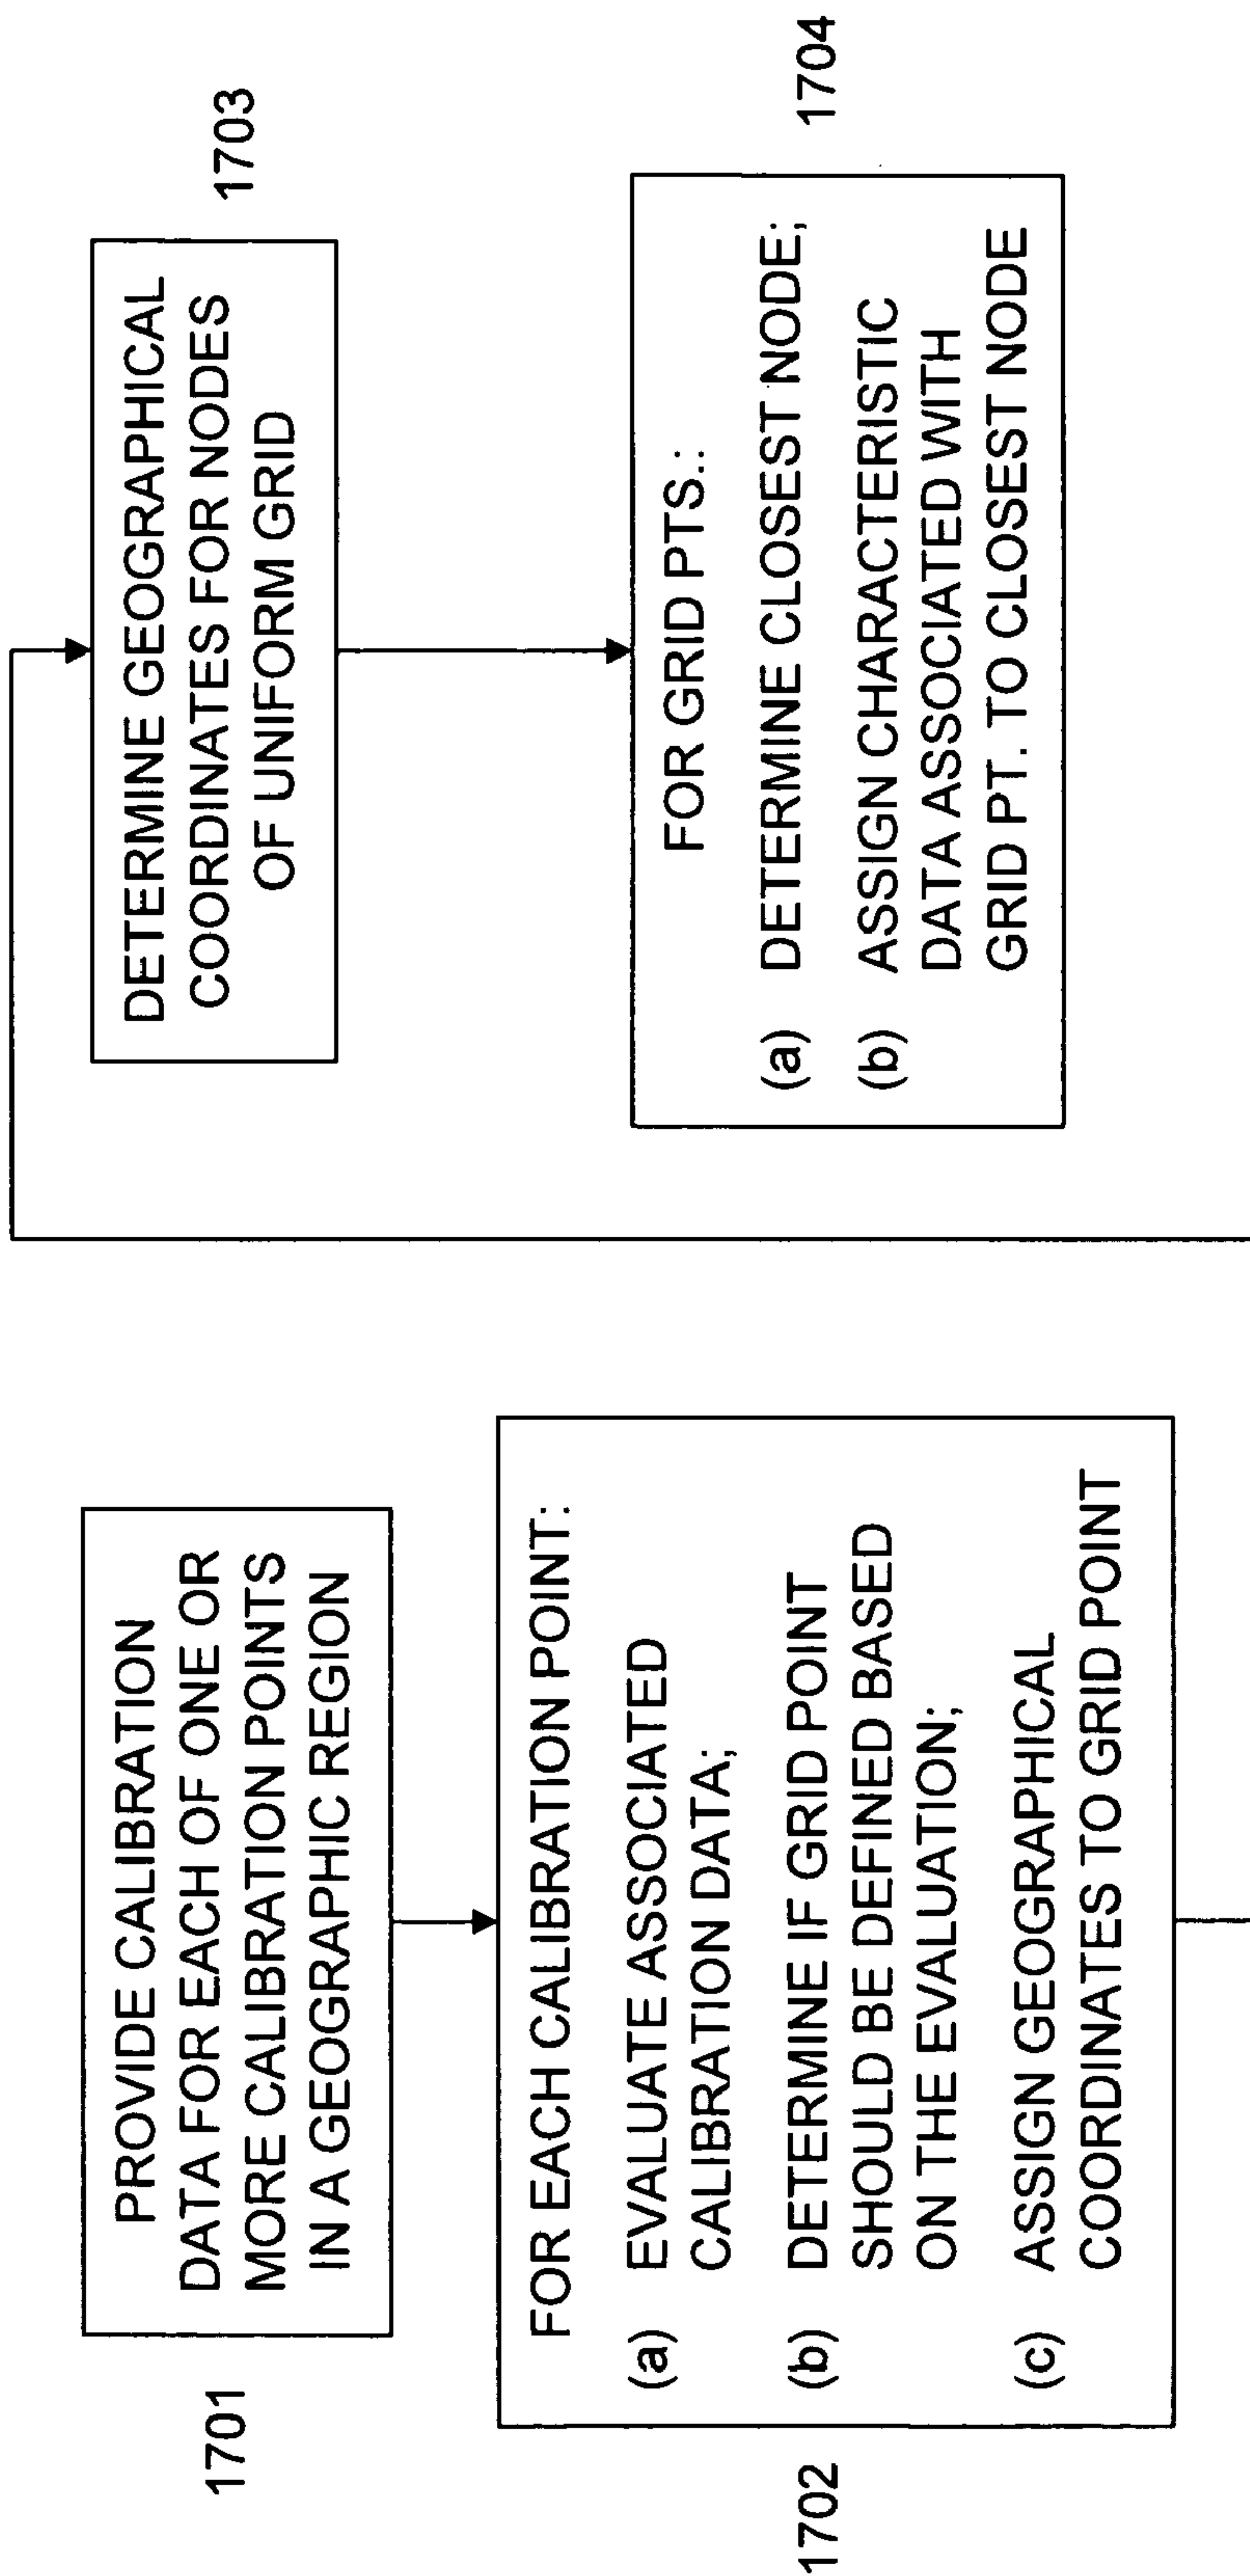 1701
PROVIDE CALIBRATION
DATA FOR EACH OF ONE OR
MORE CALIBRATION POINTS
IN A GEOGRAPHIC REGION
1702
FOR EACH CALIBRATION POINT:
(a) EVALUATE ASSOCIATED
CALIBRATION DATA;
(b) DETERMINE IF GRID POINT
SHOULD BE DEFINED BASED
ON THE EVALUATION;
(c) ASSIGN GEOGRAPHICAL
COORDINATES TO GRID POINT
1703
DETERMINE GEOGRAPHICAL
COORDINATES FOR NODES
OF UNIFORM GRID
1704
FOR GRID PTS.:
(a) DETERMINE CLOSEST NODE;
(b) ASSIGN CHARACTERISTIC
DATA ASSOCIATED WITH
GRID PT. TO CLOSEST NODE